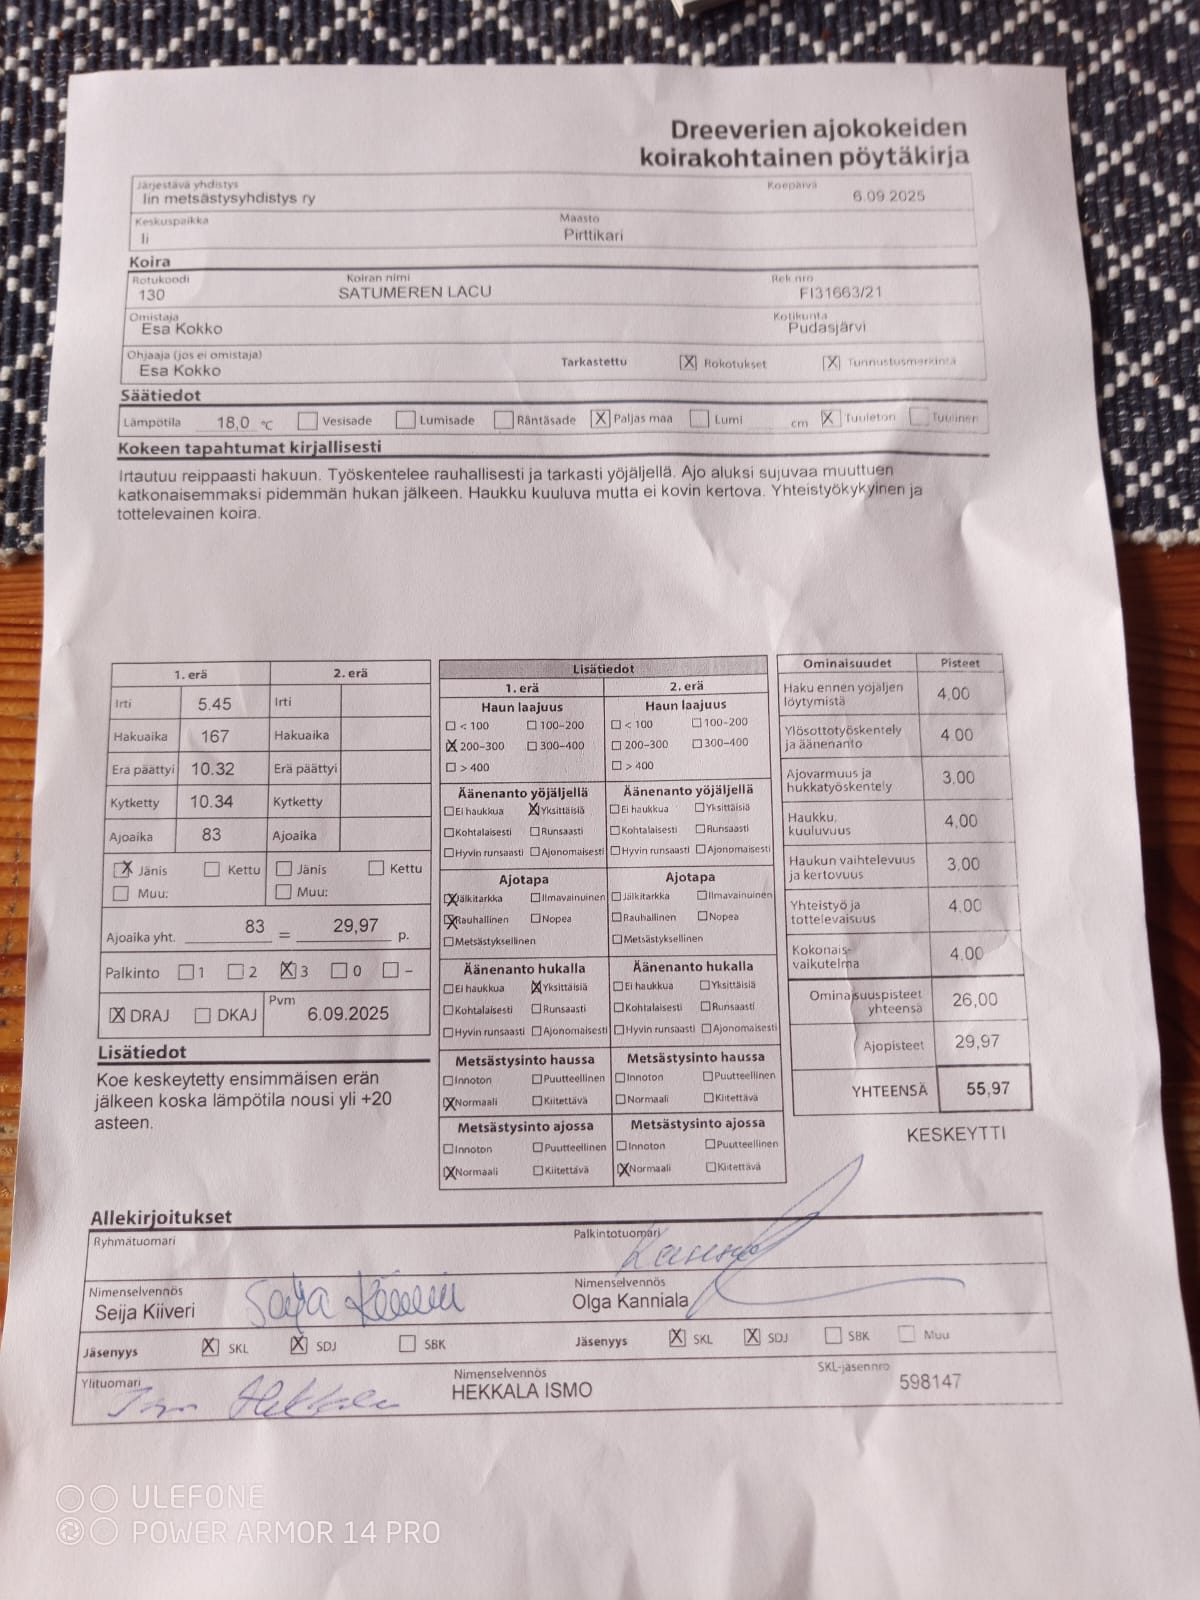 Dreeverien ajokokeiden
koirakohtainen pöytäkirja
Järjestävä yhdistys Koepäivä
Iin metsästysyhdistys ry 6.09 2025
Keskuspaikka Maasto
Ii Pirttikari
Koira
Rotukoodi Koiran nimi Rek.nro
130 SATUMEREN LACU FI31663/21
Omistaja Kotikunta
Esa Kokko Pudasjärvi
Ohjaaja (jos ei omistaja)
Esa Kokko Tarkastettu X Rokotukset X Tunnistusmerkintä
Säätiedot
Lämpötila 18,0 °C Vesisade Lumisade Räntäsade X Paljas maa Lumi cm X Tuuleton Tuulinen
Kokeen tapahtumat kirjallisesti
Irtautuu reippaasti hakuun. Työskentelee rauhallisesti ja tarkasti yöjäljellä. Ajo aluksi sujuvaa muuttuen
katkonaisemmaksi pidemmän hukan jälkeen. Haukku kuuluva mutta ei kovin kertova. Yhteistyökykyinen ja
tottelevainen koira.
1. erä 2. erä
Irti 5.45 Irti
Hakuaika 167 Hakuaika
Erä päättyi 10.32 Erä päättyi
Kytketty 10.34 Kytketty
Ajoaika 83 Ajoaika
X Jänis Kettu Jänis Kettu
Muu: Muu:
Ajoaika yht. 83 = 29,97 p.
Palkinto 1 2 X 3 0 –
X DRAJ DKAJ Pvm 6.09.2025
Lisätiedot
Koe keskeytetty ensimmäisen erän
jälkeen koska lämpötila nousi yli +20
asteen.
Lisätiedot
1. erä 2. erä
Haun laajuus Haun laajuus
< 100 100–200 < 100 100–200
X 200–300 300–400 200–300 300–400
> 400 > 400
Äänenanto yöjäljellä Äänenanto yöjäljellä
Ei haukkua X Yksittäisiä Ei haukkua Yksittäisiä
Kohtalaisesti Runsaasti Kohtalaisesti Runsaasti
Hyvin runsaasti Ajonomaisesti Hyvin runsaasti Ajonomaisesti
Ajotapa Ajotapa
X Jälkitarkka Ilmavainuinen Jälkitarkka Ilmavainuinen
X Rauhallinen Nopea Rauhallinen Nopea
Metsästyksellinen Metsästyksellinen
Äänenanto hukalla Äänenanto hukalla
Ei haukkua X Yksittäisiä Ei haukkua Yksittäisiä
Kohtalaisesti Runsaasti Kohtalaisesti Runsaasti
Hyvin runsaasti Ajonomaisesti Hyvin runsaasti Ajonomaisesti
Metsästysinto haussa Metsästysinto haussa
Innoton Puutteellinen Innoton Puutteellinen
X Normaali Kiitettävä Normaali Kiitettävä
Metsästysinto ajossa Metsästysinto ajossa
Innoton Puutteellinen Innoton Puutteellinen
X Normaali Kiitettävä X Normaali Kiitettävä
Ominaisuudet Pisteet
Haku ennen yöjäljen
löytymistä 4,00
Ylösottotyöskentely
ja äänenanto 4 00
Ajovarmuus ja
hukkatyöskentely 3,00
Haukku,
kuuluvuus 4,00
Haukun vaihtelevuus
ja kertovuus 3,00
Yhteistyö ja
tottelevaisuus 4.00
Kokonais-
vaikutelma 4.00
Ominaisuuspisteet
yhteensä 26,00
Ajopisteet 29,97
YHTEENSÄ 55,97
KESKEYTTI
Allekirjoitukset
Ryhmätuomari Palkintotuomari
Nimenselvennös Nimenselvennös
Seija Kiiveri Seija Kiiveri Olga Kanniala
Jäsenyys X SKL X SDJ SBK Jäsenyys X SKL X SDJ SBK Muu
Ylituomari Nimenselvennös SKL-jäsennro
Ismo Hekkala HEKKALA ISMO 598147
ULEFONE
POWER ARMOR 14 PRO